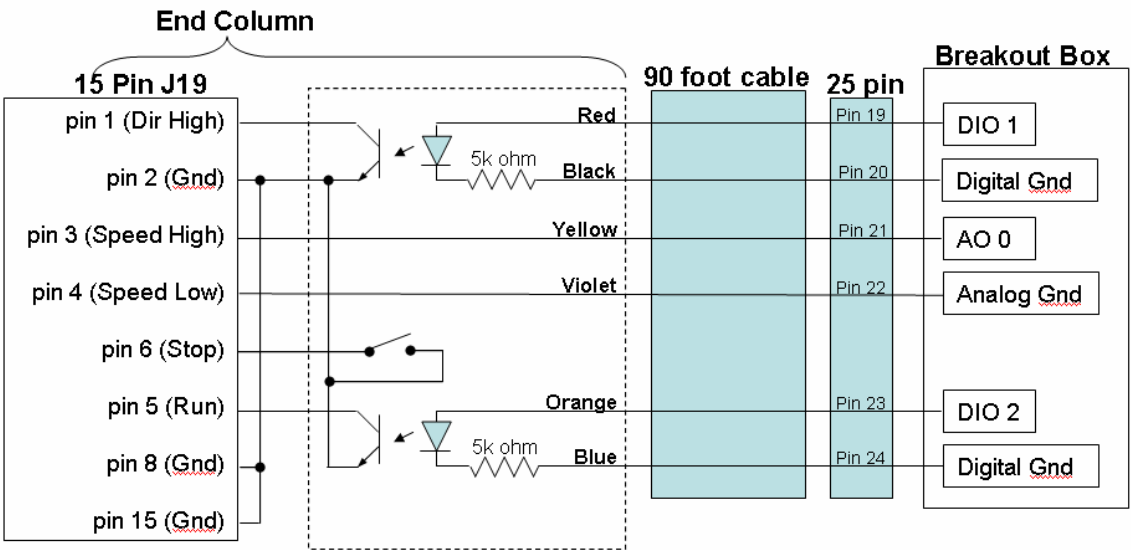 End Column
15 Pin J19
90 foot cable
25 pin
Breakout Box
pin 1 (Dir High)
Red
Pin 19
DIO 1
5k ohm
pin 2 (Gnd)
Black
Pin 20
Digital Gnd
pin 3 (Speed High)
Yellow
Pin 21
AO 0
pin 4 (Speed Low)
Violet
Pin 22
Analog Gnd
pin 6 (Stop)
pin 5 (Run)
Orange
Pin 23
DIO 2
5k ohm
pin 8 (Gnd)
Blue
Pin 24
Digital Gnd
pin 15 (Gnd)